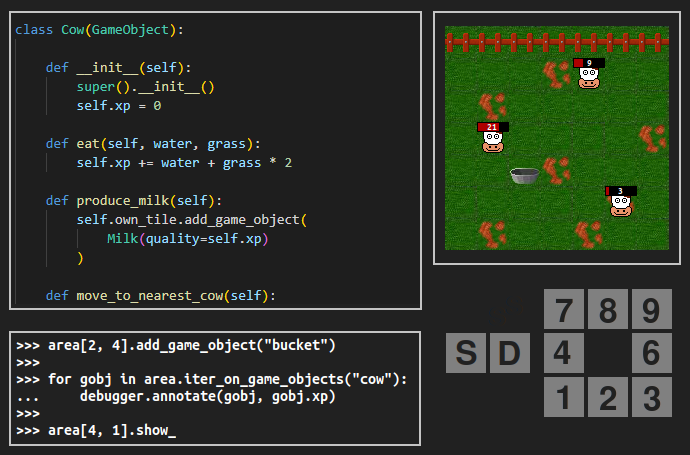 class Cow(GameObject):
def __init__(self):
super().__init__()
self.xp = 0
def eat(self, water, grass):
self.xp += water + grass * 2
def produce_milk(self):
self.own_tile.add_game_object(
Milk(quality=self.xp)
)
def move_to_nearest_cow(self):
>>> area[2, 4].add_game_object("bucket")
>>>
>>> for gobj in area.iter_on_game_objects("cow"):
...     debugger.annotate(gobj, gobj.xp)
>>>
>>> area[4, 1].show_
9
21
3
7 8 9
S D 4 6
1 2 3